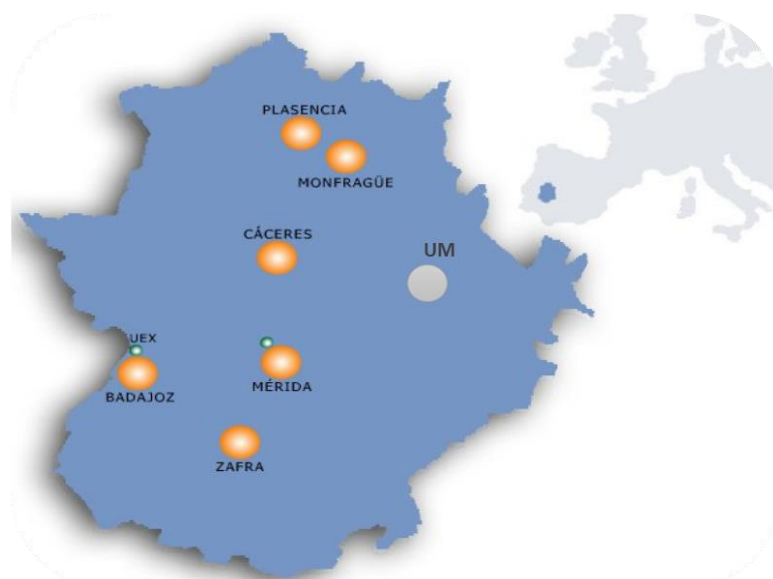 PLASENCIA
MONFRAGÜE
CÁCERES
UM
UEX
BADAJOZ
MÉRIDA
ZAFRA